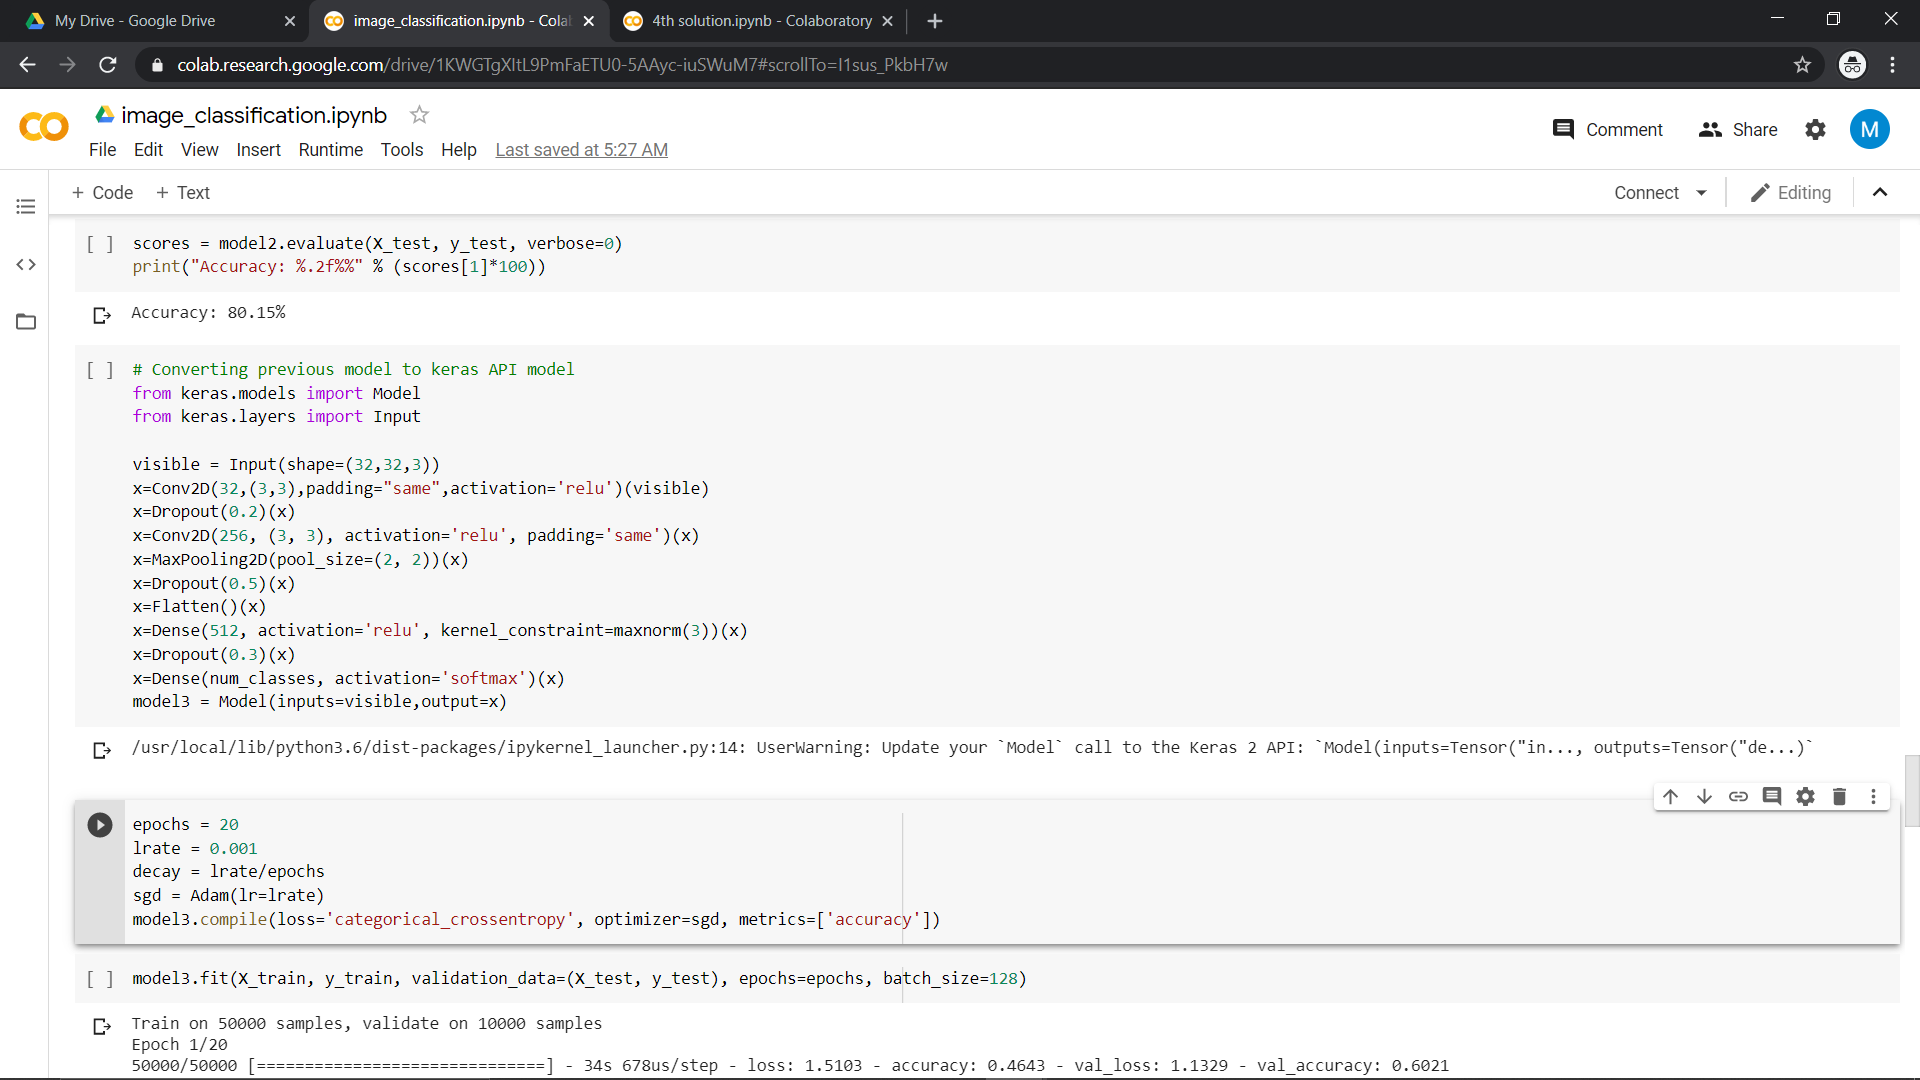 My Drive - Google Drive
image_classification.ipynb - Cola
4th solution.ipynb - Colaboratory
colab.research.google.com/drive/1KWGTgXItL9PmFaETU0-5AAyc-iuSWuM7#scrollTo=I1sus_PkbH7w
image_classification.ipynb
Comment
Share
M
File Edit View Insert Runtime Tools Help Last saved at 5:27 AM
+ Code + Text
Connect
Editing
[ ] scores = model2.evaluate(X_test, y_test, verbose=0)
print("Accuracy: %.2f%%" % (scores[1]*100))
Accuracy: 80.15%
[ ] # Converting previous model to keras API model
from keras.models import Model
from keras.layers import Input
visible = Input(shape=(32,32,3))
x=Conv2D(32,(3,3),padding="same",activation='relu')(visible)
x=Dropout(0.2)(x)
x=Conv2D(256, (3, 3), activation='relu', padding='same')(x)
x=MaxPooling2D(pool_size=(2, 2))(x)
x=Dropout(0.5)(x)
x=Flatten()(x)
x=Dense(512, activation='relu', kernel_constraint=maxnorm(3))(x)
x=Dropout(0.3)(x)
x=Dense(num_classes, activation='softmax')(x)
model3 = Model(inputs=visible,output=x)
/usr/local/lib/python3.6/dist-packages/ipykernel_launcher.py:14: UserWarning: Update your `Model` call to the Keras 2 API: `Model(inputs=Tensor("in..., outputs=Tensor("de...)`
epochs = 20
lrate = 0.001
decay = lrate/epochs
sgd = Adam(lr=lrate)
model3.compile(loss='categorical_crossentropy', optimizer=sgd, metrics=['accuracy'])
[ ] model3.fit(X_train, y_train, validation_data=(X_test, y_test), epochs=epochs, batch_size=128)
Train on 50000 samples, validate on 10000 samples
Epoch 1/20
50000/50000 [==============================] - 34s 678us/step - loss: 1.5103 - accuracy: 0.4643 - val_loss: 1.1329 - val_accuracy: 0.6021